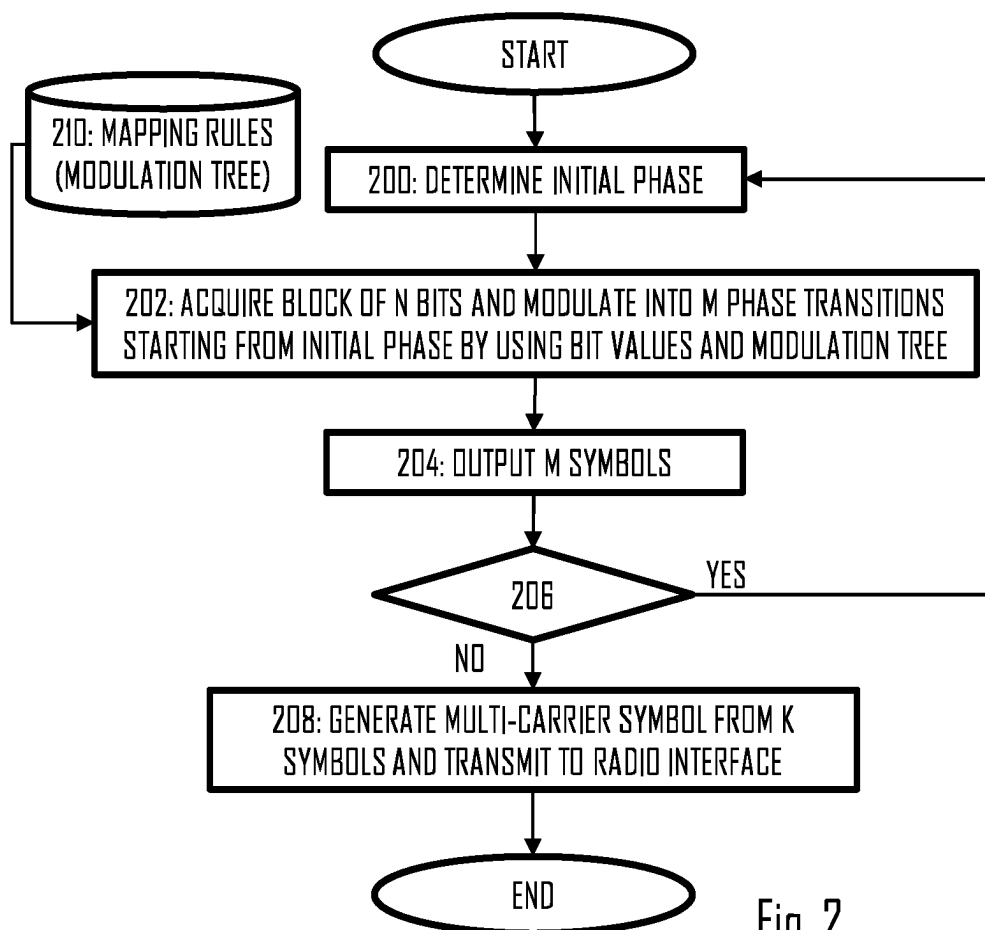 START
210: MAPPING RULES
(MODULATION TREE)
200: DETERMINE INITIAL PHASE
202: ACQUIRE BLOCK OF N BITS AND MODULATE INTO M PHASE TRANSITIONS
STARTING FROM INITIAL PHASE BY USING BIT VALUES AND MODULATION TREE
204: OUTPUT M SYMBOLS
206
YES
NO
208: GENERATE MULTI-CARRIER SYMBOL FROM K
SYMBOLS AND TRANSMIT TO RADIO INTERFACE
END
Fig. 2